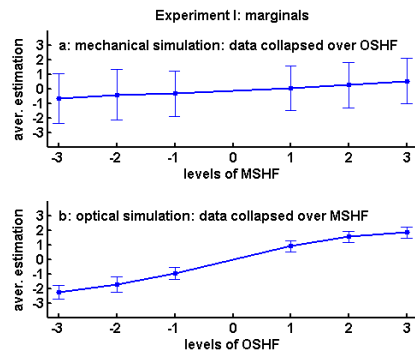 Experiment I: marginals
a: mechanical simulation: data collapsed over OSHF
3
2
1
0
-1
-2
-3
aver. estimation
-3 -2 -1 0 1 2 3
levels of MSHF
b: optical simulation: data collapsed over MSHF
3
2
1
0
-1
-2
-3
aver. estimation
-3 -2 -1 0 1 2 3
levels of OSHF